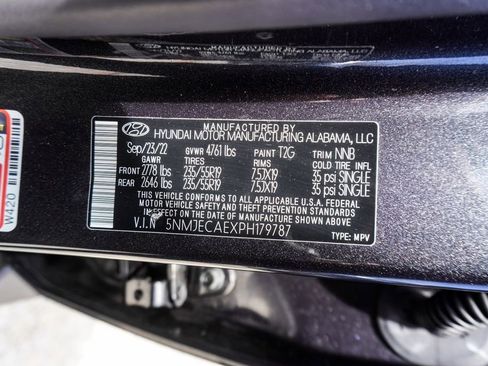 MANUFACTURED BY
HYUNDAI MOTOR MANUFACTURING ALABAMA, LLC
Sep/23/22 GVWR 4761 lbs PAINT T2G TRIM NNB
GAWR TIRES COLD TIRE INFL
FRONT 2778 lbs 235/55R19 7.5JX19 35 psi SINGLE
REAR 2646 lbs 235/55R19 7.5JX19 35 psi SINGLE
THIS VEHICLE CONFORMS TO ALL APPLICABLE U.S.A. FEDERAL
MOTOR VEHICLE SAFETY AND THEFT PREVENTION STANDARDS
IN EFFECT ON THE DATE OF MANUFACTURE SHOWN ABOVE.
V.I.N 5NMJECAEXPH179787
TYPE: MPV
W420